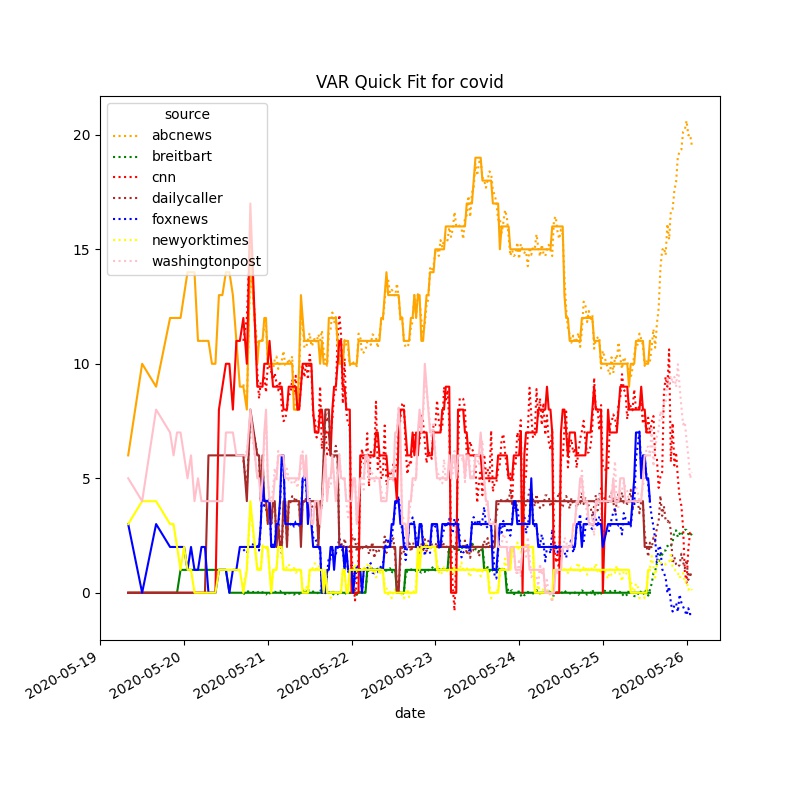 VAR Quick Fit for covid
source
abcnews
breitbart
cnn
dailycaller
foxnews
newyorktimes
washingtonpost
20
15
10
5
0
2020-05-19
2020-05-20
2020-05-21
2020-05-22
2020-05-23
2020-05-24
2020-05-25
2020-05-26
date